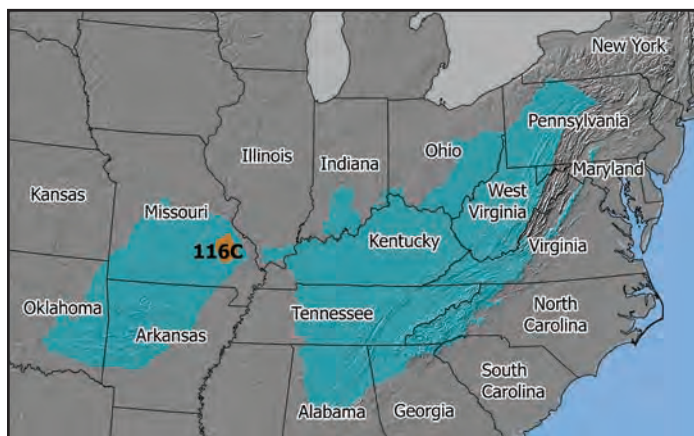 New York
Pennsylvania
Ohio
Illinois
Indiana
Maryland
Kansas
Missouri
West
Virginia
116C
Kentucky
Virginia
Oklahoma
Tennessee
North
Carolina
Arkansas
South
Carolina
Alabama
Georgia